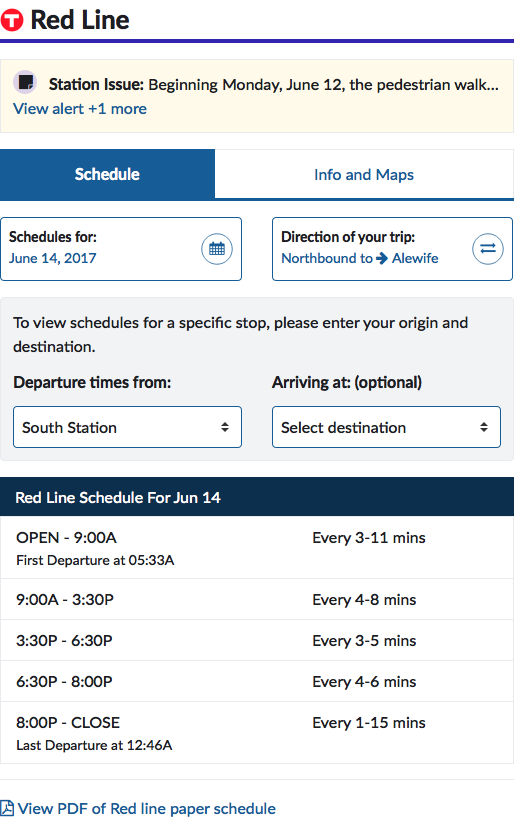 T Red Line
Station Issue: Beginning Monday, June 12, the pedestrian walk...
View alert +1 more
Schedule
Info and Maps
Schedules for:
June 14, 2017
Direction of your trip:
Northbound to → Alewife
To view schedules for a specific stop, please enter your origin and
destination.
Departure times from:
South Station
Arriving at: (optional)
Select destination
Red Line Schedule For Jun 14
OPEN - 9:00A Every 3-11 mins
First Departure at 05:33A
9:00A - 3:30P Every 4-8 mins
3:30P - 6:30P Every 3-5 mins
6:30P - 8:00P Every 4-6 mins
8:00P - CLOSE Every 1-15 mins
Last Departure at 12:46A
View PDF of Red line paper schedule